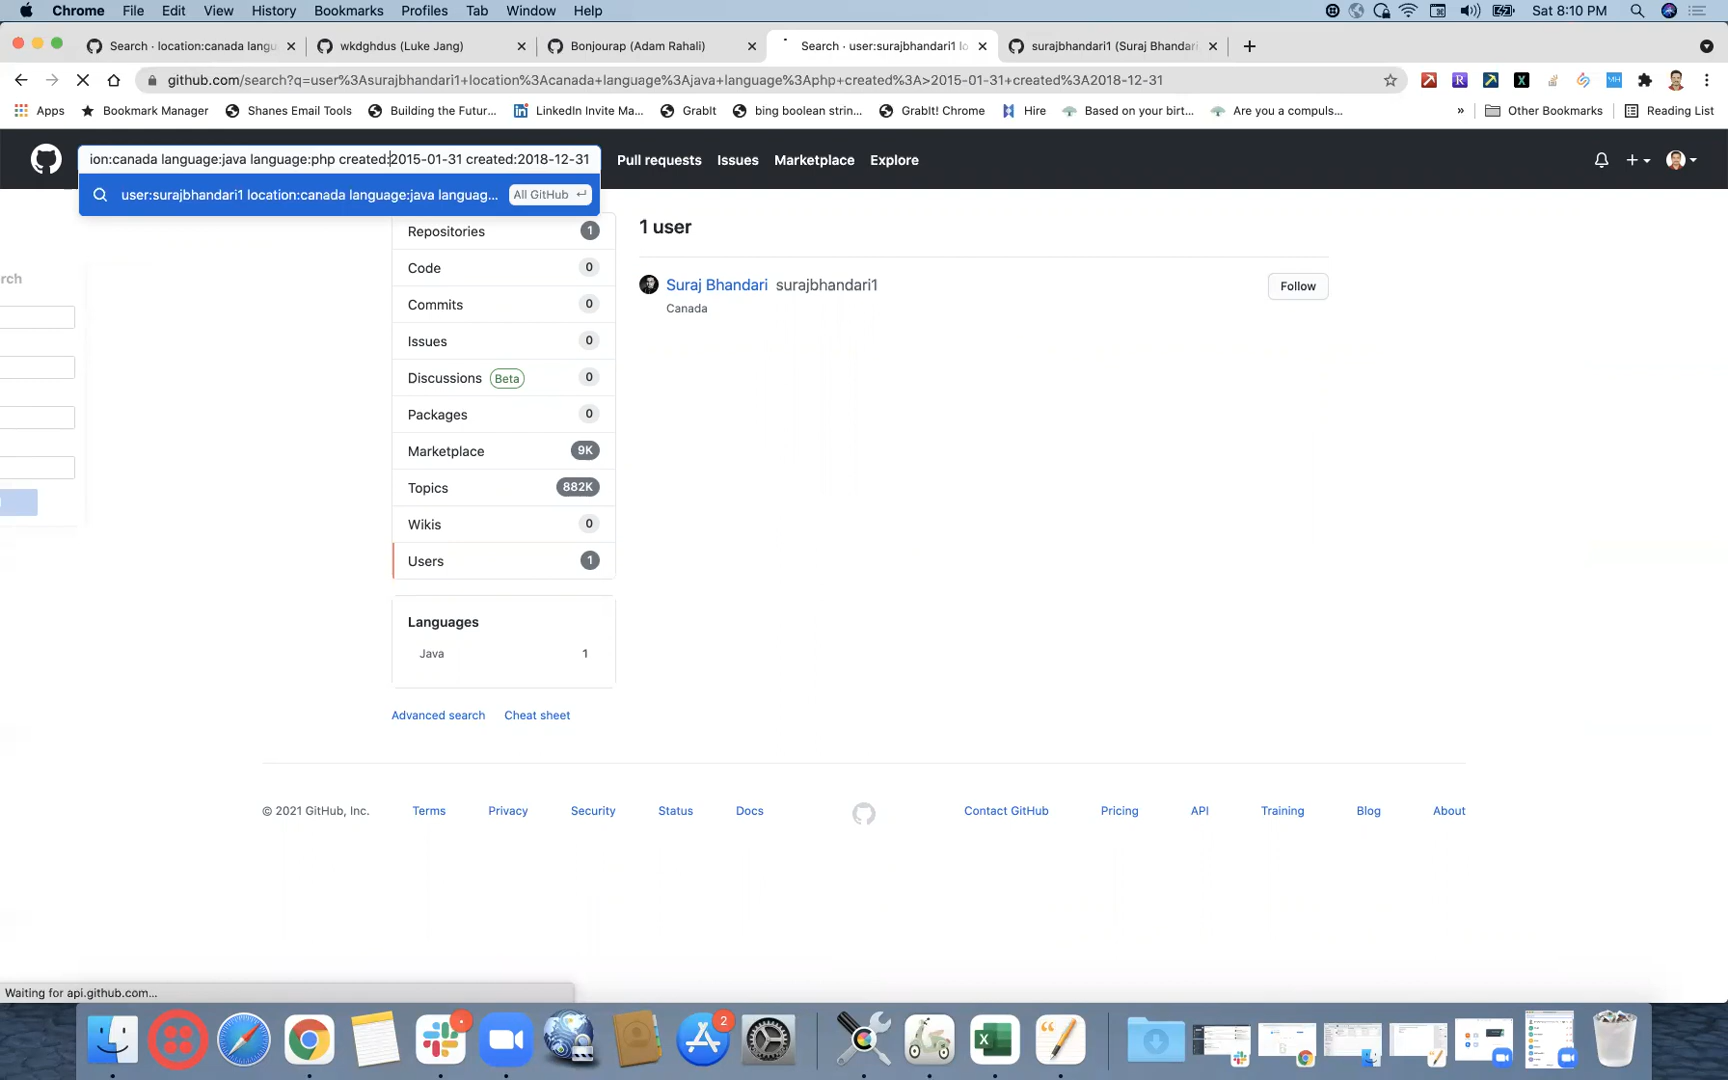 Chrome File Edit View History Bookmarks Profiles Tab Window Help Sat 8:10 PM
Search · location:canada langu
wkdghdus (Luke Jang)
Bonjourap (Adam Rahali)
Search · user:surajbhandari1 lo
surajbhandari1 (Suraj Bhandari
github.com/search?q=user%3Asurajbhandari1+location%3Acanada+language%3Ajava+language%3Aphp+created%3A>2015-01-31+created%3A2018-12-31
Apps Bookmark Manager Shanes Email Tools Building the Futur... LinkedIn Invite Ma... GrabIt bing boolean strin... GrabIt! Chrome Hire Based on your birt... Are you a compuls... » Other Bookmarks Reading List
ion:canada language:java language:php created:2015-01-31 created:2018-12-31
Pull requests Issues Marketplace Explore
user:surajbhandari1 location:canada language:java languag... All GitHub
rch
Repositories 1
Code 0
Commits 0
Issues 0
Discussions Beta 0
Packages 0
Marketplace 9K
Topics 882K
Wikis 0
Users 1
Languages
Java 1
Advanced search Cheat sheet
1 user
Suraj Bhandari surajbhandari1
Canada
Follow
© 2021 GitHub, Inc. Terms Privacy Security Status Docs Contact GitHub Pricing API Training Blog About
Waiting for api.github.com...
2